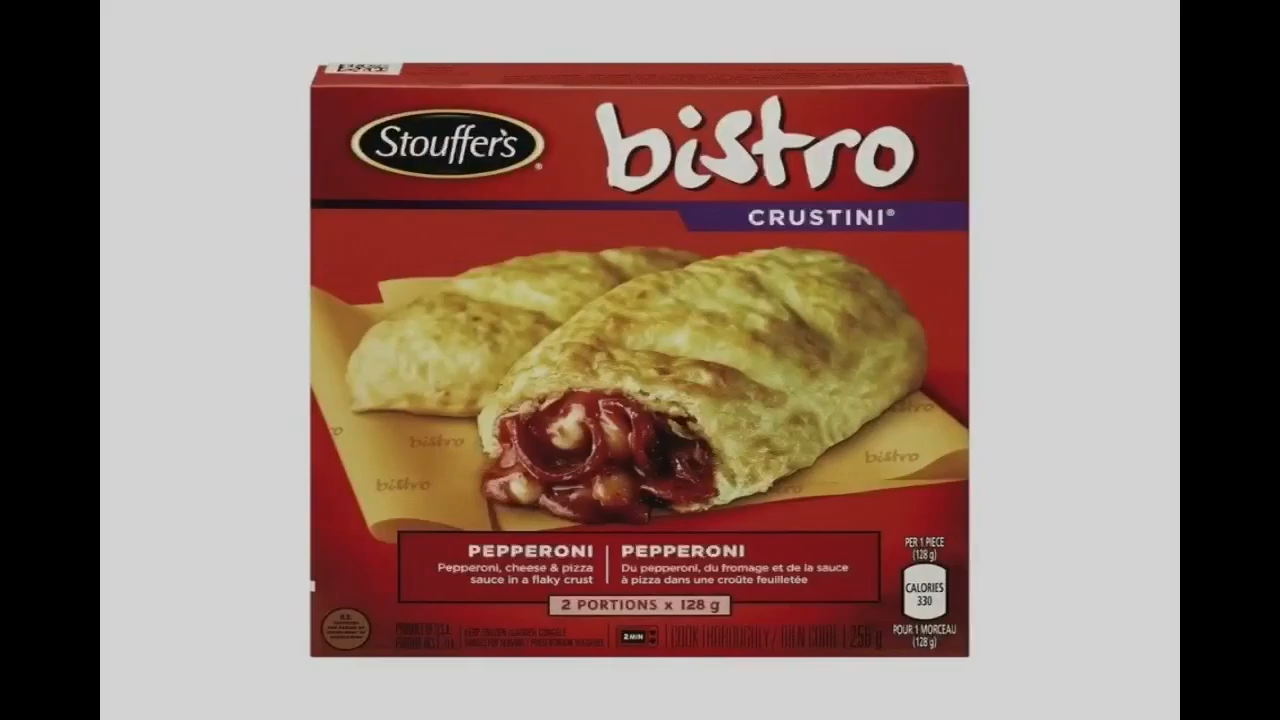 Stouffer's®
bistro
CRUSTINI®
bistro
bistro
bistro
bistro
PEPPERONI
Pepperoni, cheese & pizza
sauce in a flaky crust
PEPPERONI
Du pepperoni, du fromage et de la sauce
à pizza dans une croûte feuilletée
2 PORTIONS x 128 g
PER 1 PIECE
(128 g)
CALORIES
330
POUR 1 MORCEAU
(128 g)
2 MIN